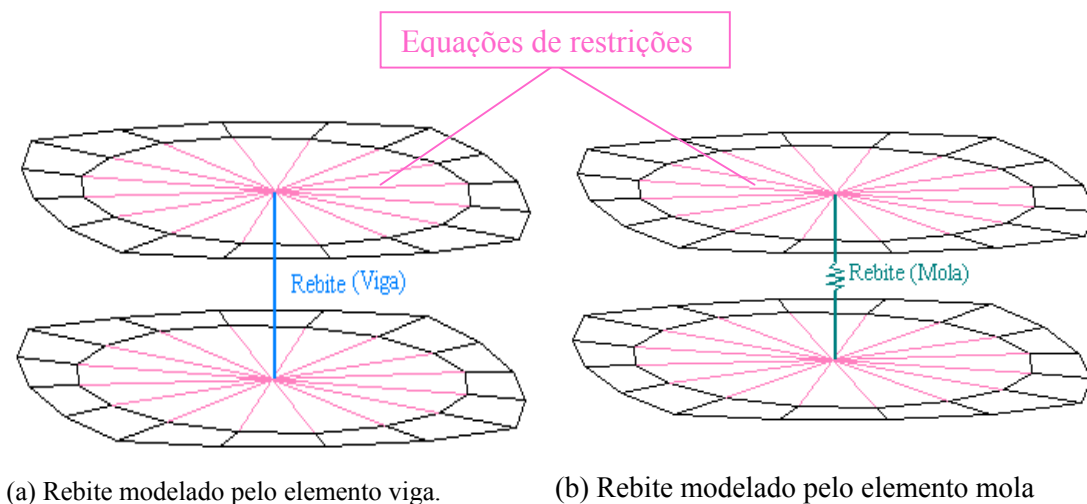 Equações de restrições
Rebite (Viga)
Rebite (Mola)
(a) Rebite modelado pelo elemento viga.
(b) Rebite modelado pelo elemento mola